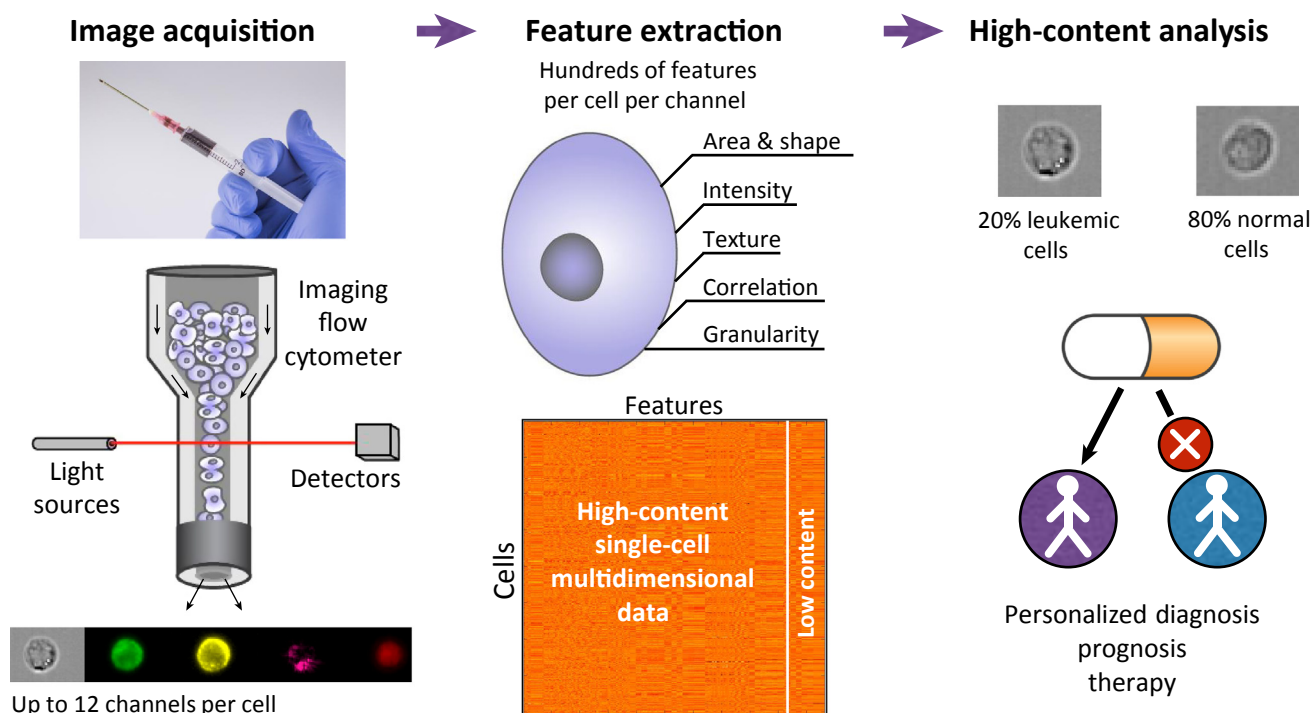 Image acquisition
Feature extraction
High-content analysis
Imaging
flow
cytometer
Light
sources
Detectors
Up to 12 channels per cell
Hundreds of features
per cell per channel
Area & shape
Intensity
Texture
Correlation
Granularity
Features
Cells
High-content
single-cell
multidimensional
data
Low content
20% leukemic
cells
80% normal
cells
Personalized diagnosis
prognosis
therapy